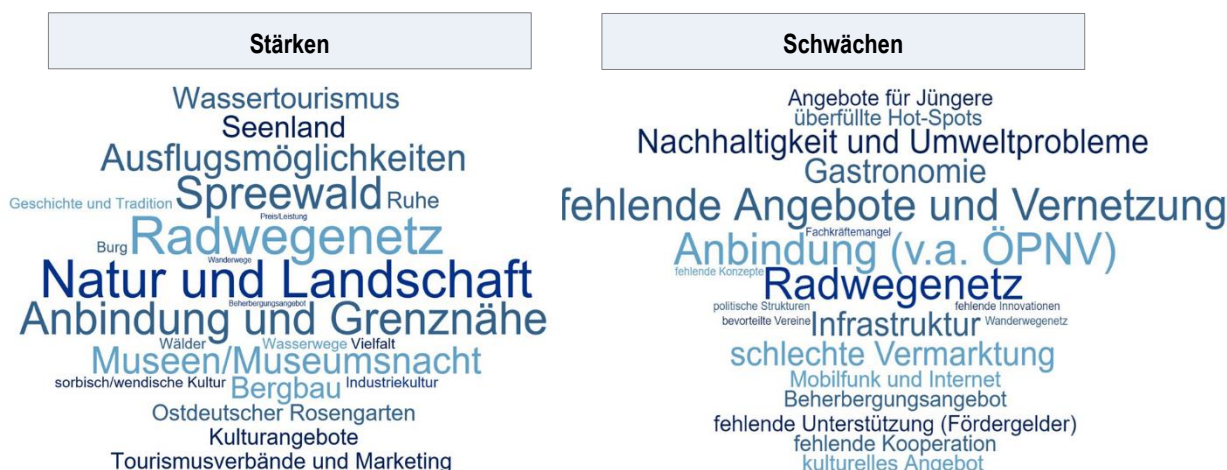 Stärken
Wassertourismus
Seenland
Ausflugsmöglichkeiten
Geschichte und Tradition Spreewald Ruhe
Preis/Leistung
Burg Radwegenetz
Wanderwege
Natur und Landschaft
Beherbergungsangebot
Anbindung und Grenznähe
Wälder Wasserwege Vielfalt
Museen/Museumsnacht
sorbisch/wendische Kultur Bergbau Industriekultur
Ostdeutscher Rosengarten
Kulturangebote
Tourismusverbände und Marketing
Schwächen
Angebote für Jüngere
überfüllte Hot-Spots
Nachhaltigkeit und Umweltprobleme
Gastronomie
fehlende Angebote und Vernetzung
Fachkräftemangel
Anbindung (v.a. ÖPNV)
fehlende Konzepte Radwegenetz
politische Strukturen fehlende Innovationen
bevorteilte Vereine Infrastruktur Wanderwegenetz
schlechte Vermarktung
Mobilfunk und Internet
Beherbergungsangebot
fehlende Unterstützung (Fördergelder)
fehlende Kooperation
kulturelles Angebot